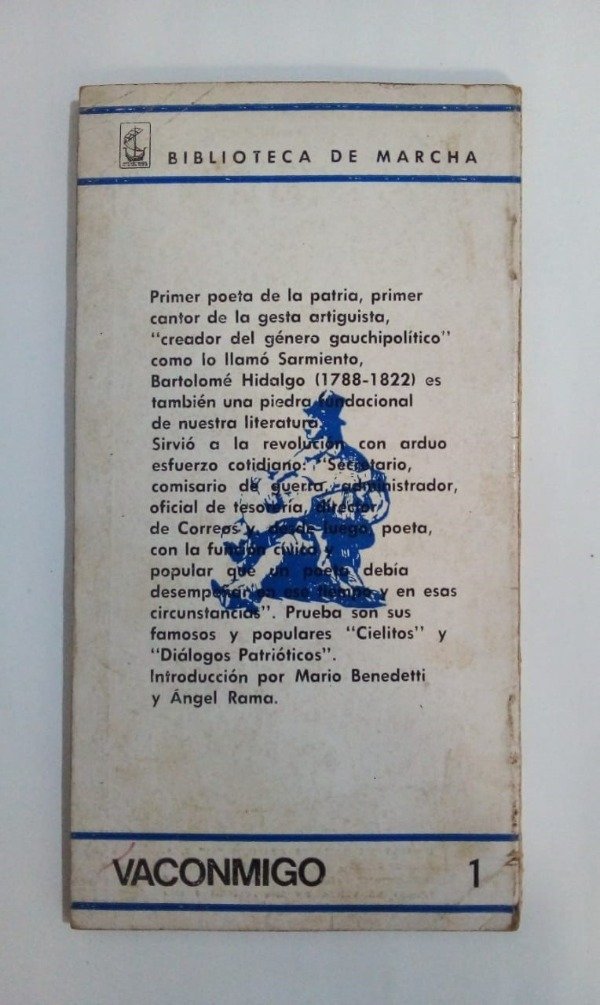 BIBLIOTECA DE MARCHA
Primer poeta de la patria, primer
cantor de la gesta artiguista,
"creador del género gauchipolítico"
como lo llamó Sarmiento,
Bartolomé Hidalgo (1788-1822) es
también una piedra fundacional
de nuestra literatura.
Sirvió a la revolución con arduo
esfuerzo cotidiano: "Secretario,
comisario de guerra, administrador,
oficial de tesorería, director
de Correos y, desde luego, poeta,
con la función cívica y
popular que un poeta debía
desempeñar en ese tiempo y en esas
circunstancias". Prueba son sus
famosos y populares "Cielitos" y
"Diálogos Patrióticos".
Introducción por Mario Benedetti
y Ángel Rama.
VACONMIGO 1